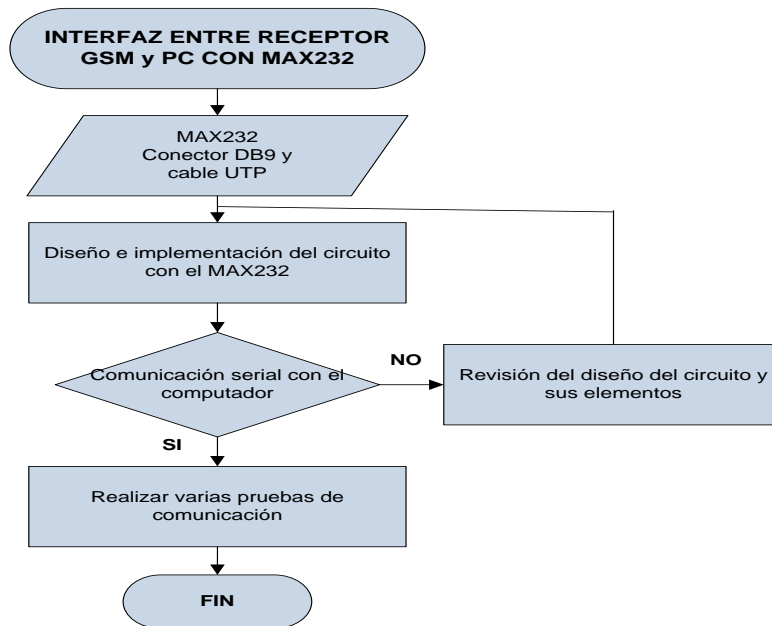 INTERFAZ ENTRE RECEPTOR
GSM y PC CON MAX232
MAX232
Conector DB9 y
cable UTP
Diseño e implementación del circuito
con el MAX232
Comunicación serial con el
computador
NO
Revisión del diseño del circuito y
sus elementos
SI
Realizar varias pruebas de
comunicación
FIN